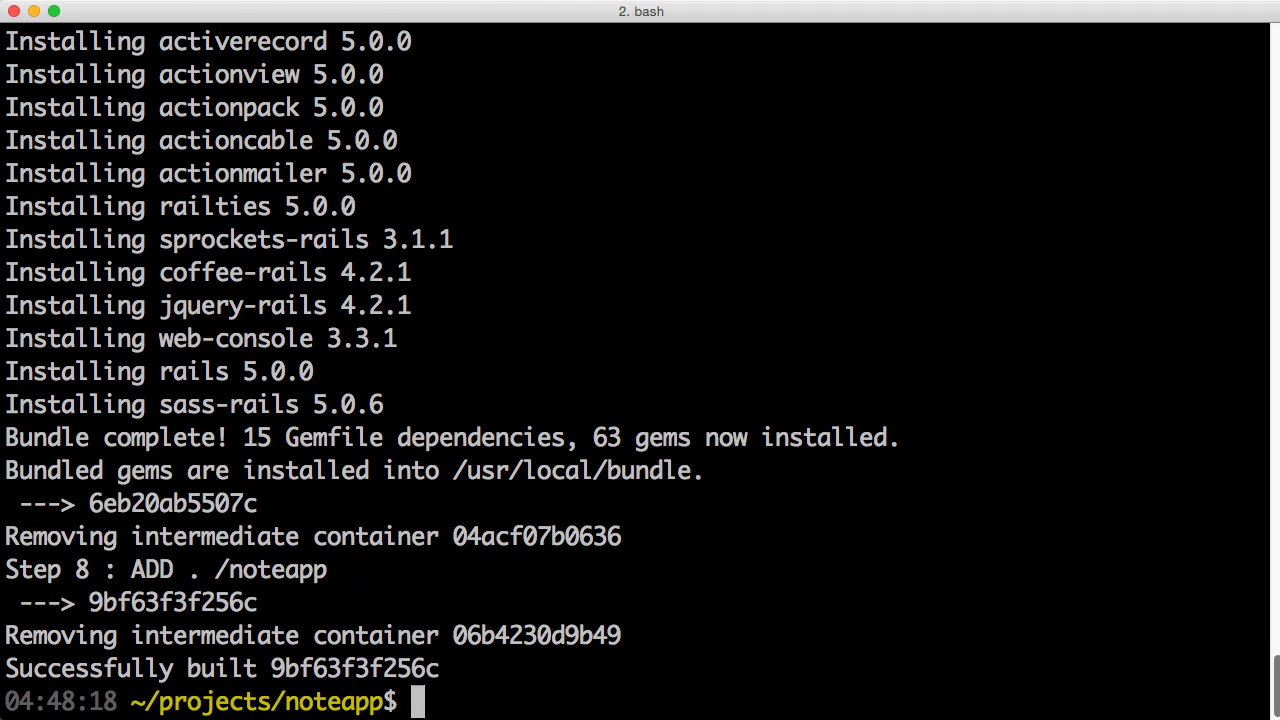 2. bash
Installing activerecord 5.0.0
Installing actionview 5.0.0
Installing actionpack 5.0.0
Installing actioncable 5.0.0
Installing actionmailer 5.0.0
Installing railties 5.0.0
Installing sprockets-rails 3.1.1
Installing coffee-rails 4.2.1
Installing jquery-rails 4.2.1
Installing web-console 3.3.1
Installing rails 5.0.0
Installing sass-rails 5.0.6
Bundle complete! 15 Gemfile dependencies, 63 gems now installed.
Bundled gems are installed into /usr/local/bundle.
 ---> 6eb20ab5507c
Removing intermediate container 04acf07b0636
Step 8 : ADD . /noteapp
 ---> 9bf63f3f256c
Removing intermediate container 06b4230d9b49
Successfully built 9bf63f3f256c
04:48:18 ~/projects/noteapp$